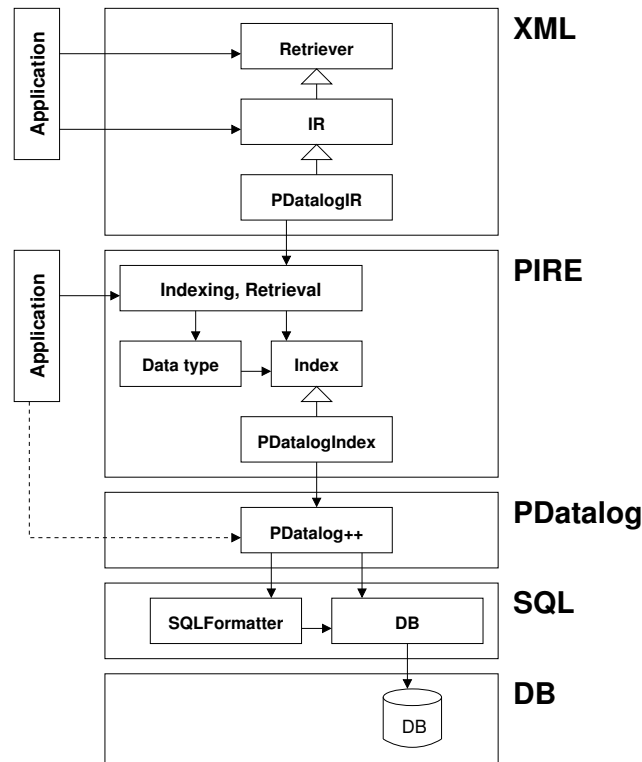 XML
Application
Retriever
IR
PDatalogIR
PIRE
Application
Indexing, Retrieval
Data type
Index
PDatalogIndex
PDatalog
PDatalog++
SQL
SQLFormatter
DB
DB
DB